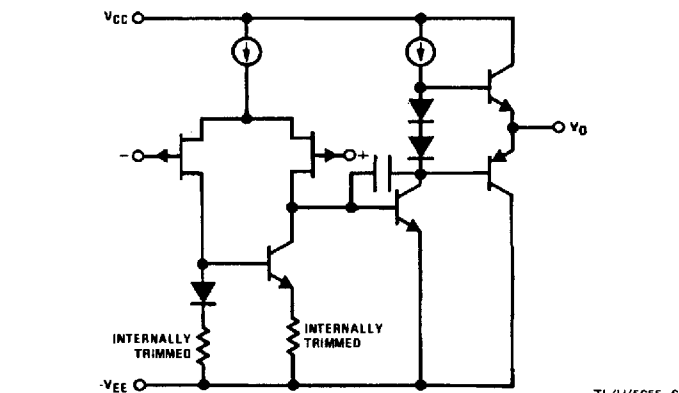 VCC
−
+
VO
INTERNALLY
TRIMMED
INTERNALLY
TRIMMED
-VEE